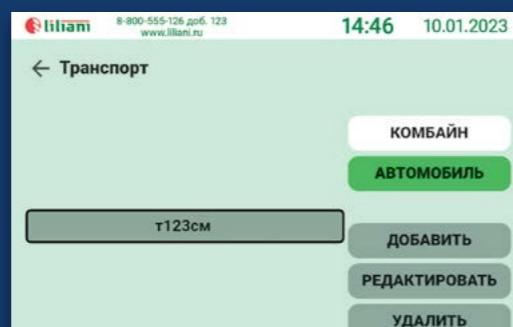 liliani
8-800-555-126 доб. 123
www.liliani.ru
14:46 10.01.2023
← Транспорт
КОМБАЙН
АВТОМОБИЛЬ
т123см
ДОБАВИТЬ
РЕДАКТИРОВАТЬ
УДАЛИТЬ